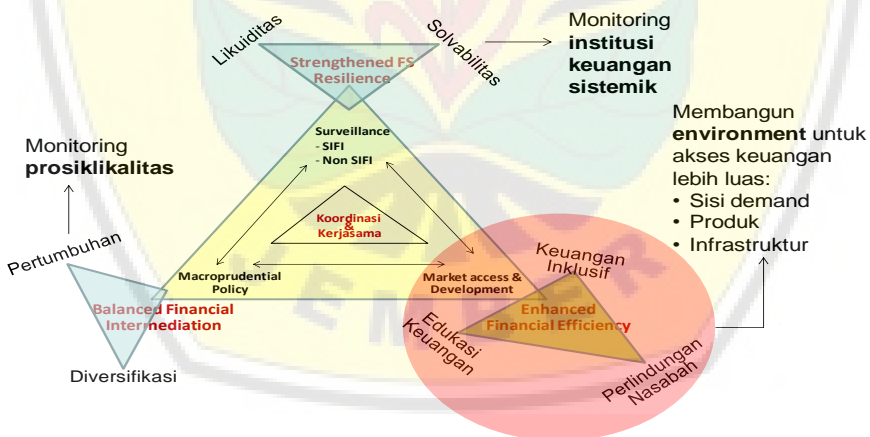 Likuiditas
Solvabilitas
Strengthened FS
Resilience
Monitoring
institusi
keuangan
sistemik
Membangun
environment untuk
akses keuangan
lebih luas:
• Sisi demand
• Produk
• Infrastruktur
Monitoring
prosiklikalitas
Surveillance
- SIFI
- Non SIFI
Koordinasi
&
Kerjasama
Pertumbuhan
Macroprudential
Policy
Market access &
Development
Keuangan
Inklusif
Balanced Financial
Intermediation
Enhanced
Financial Efficiency
Edukasi
Keuangan
Perlindungan
Nasabah
Diversifikasi
EMBER